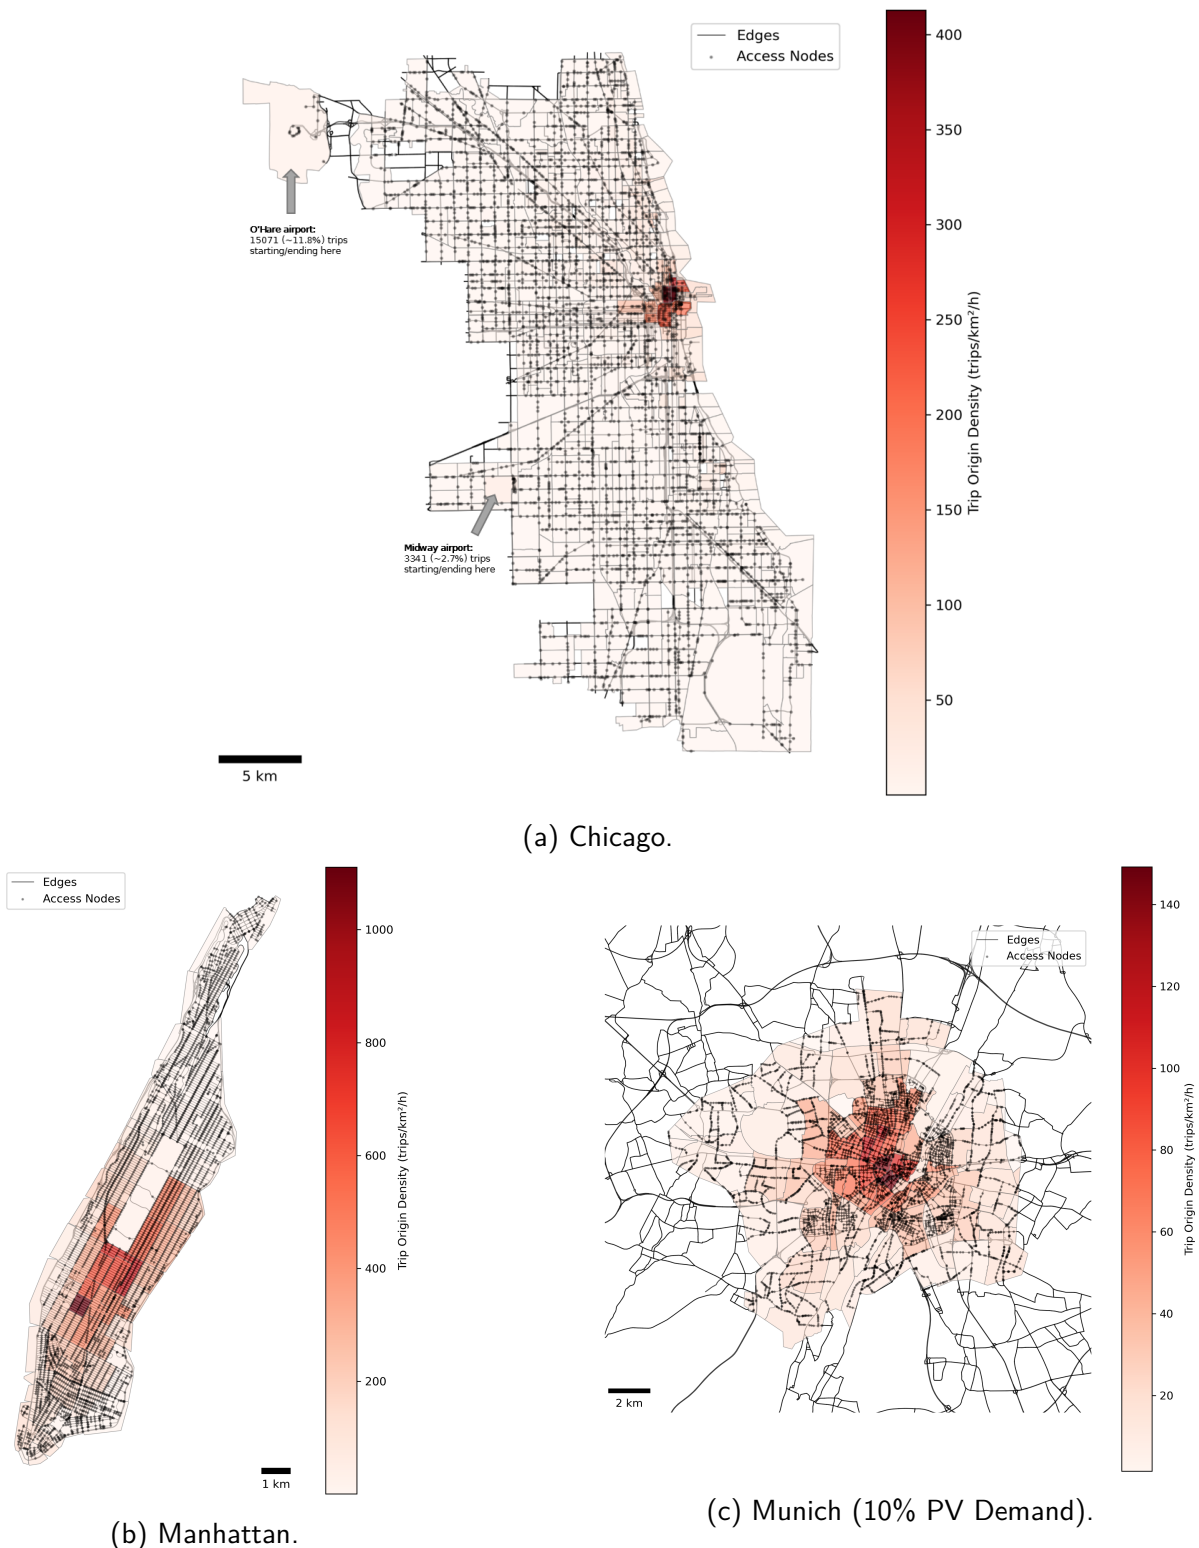 Edges
Access Nodes
400
350
300
250
200
150
100
50
Trip Origin Density (trips/km²/h)
O'Hare airport:
15071 (~11.8%) trips
starting/ending here
Midway airport:
3341 (~2.7%) trips
starting/ending here
5 km
(a) Chicago.
Edges
Access Nodes
1000
800
600
400
200
Trip Origin Density (trips/km²/h)
1 km
(b) Manhattan.
Edges
Access Nodes
140
120
100
80
60
40
20
Trip Origin Density (trips/km²/h)
2 km
(c) Munich (10% PV Demand).